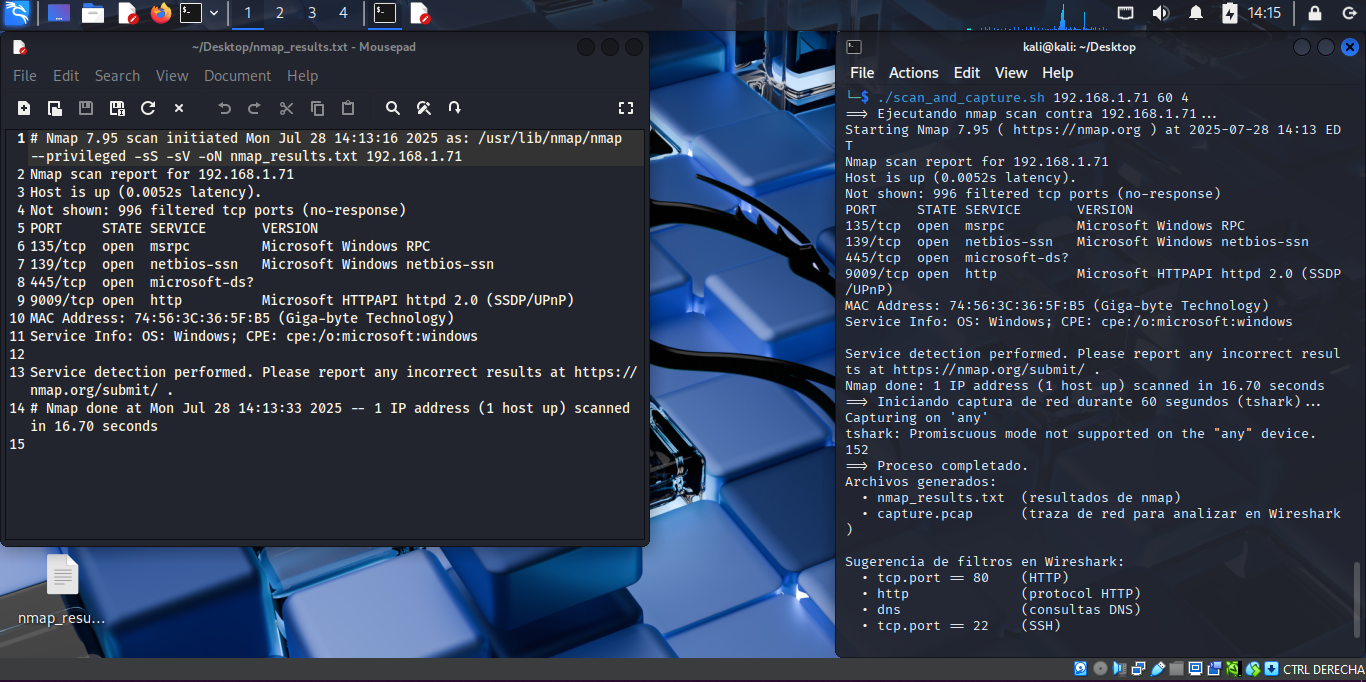 1 2 3 4
14:15
~/Desktop/nmap_results.txt - Mousepad
File Edit Search View Document Help
1 # Nmap 7.95 scan initiated Mon Jul 28 14:13:16 2025 as: /usr/lib/nmap/nmap
--privileged -sS -sV -oN nmap_results.txt 192.168.1.71
2 Nmap scan report for 192.168.1.71
3 Host is up (0.0052s latency).
4 Not shown: 996 filtered tcp ports (no-response)
5 PORT     STATE SERVICE       VERSION
6 135/tcp  open  msrpc         Microsoft Windows RPC
7 139/tcp  open  netbios-ssn   Microsoft Windows netbios-ssn
8 445/tcp  open  microsoft-ds?
9 9009/tcp open  http          Microsoft HTTPAPI httpd 2.0 (SSDP/UPnP)
10 MAC Address: 74:56:3C:36:5F:B5 (Giga-byte Technology)
11 Service Info: OS: Windows; CPE: cpe:/o:microsoft:windows
12
13 Service detection performed. Please report any incorrect results at https://
nmap.org/submit/ .
14 # Nmap done at Mon Jul 28 14:13:33 2025 -- 1 IP address (1 host up) scanned
in 16.70 seconds
15
nmap_resu...
kali@kali: ~/Desktop
File Actions Edit View Help
└─$ ./scan_and_capture.sh 192.168.1.71 60 4
==> Ejecutando nmap scan contra 192.168.1.71...
Starting Nmap 7.95 ( https://nmap.org ) at 2025-07-28 14:13 ED
T
Nmap scan report for 192.168.1.71
Host is up (0.0052s latency).
Not shown: 996 filtered tcp ports (no-response)
PORT     STATE SERVICE       VERSION
135/tcp  open  msrpc         Microsoft Windows RPC
139/tcp  open  netbios-ssn   Microsoft Windows netbios-ssn
445/tcp  open  microsoft-ds?
9009/tcp open  http          Microsoft HTTPAPI httpd 2.0 (SSDP
/UPnP)
MAC Address: 74:56:3C:36:5F:B5 (Giga-byte Technology)
Service Info: OS: Windows; CPE: cpe:/o:microsoft:windows

Service detection performed. Please report any incorrect resul
ts at https://nmap.org/submit/ .
Nmap done: 1 IP address (1 host up) scanned in 16.70 seconds
==> Iniciando captura de red durante 60 segundos (tshark)...
Capturing on 'any'
tshark: Promiscuous mode not supported on the "any" device.
152
==> Proceso completado.
Archivos generados:
• nmap_results.txt  (resultados de nmap)
• capture.pcap      (traza de red para analizar en Wireshark
)

Sugerencia de filtros en Wireshark:
• tcp.port == 80    (HTTP)
• http              (protocol HTTP)
• dns               (consultas DNS)
• tcp.port == 22    (SSH)
CTRL DERECHA